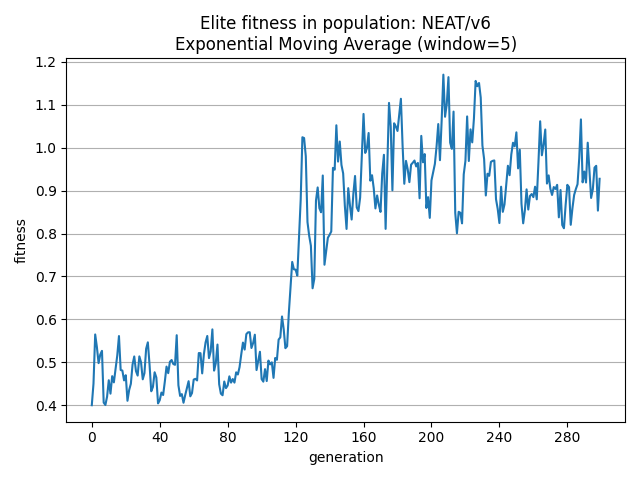 Elite fitness in population: NEAT/v6
Exponential Moving Average (window=5)
1.2
1.1
1.0
0.9
0.8
0.7
0.6
0.5
0.4
fitness
0 40 80 120 160 200 240 280
generation